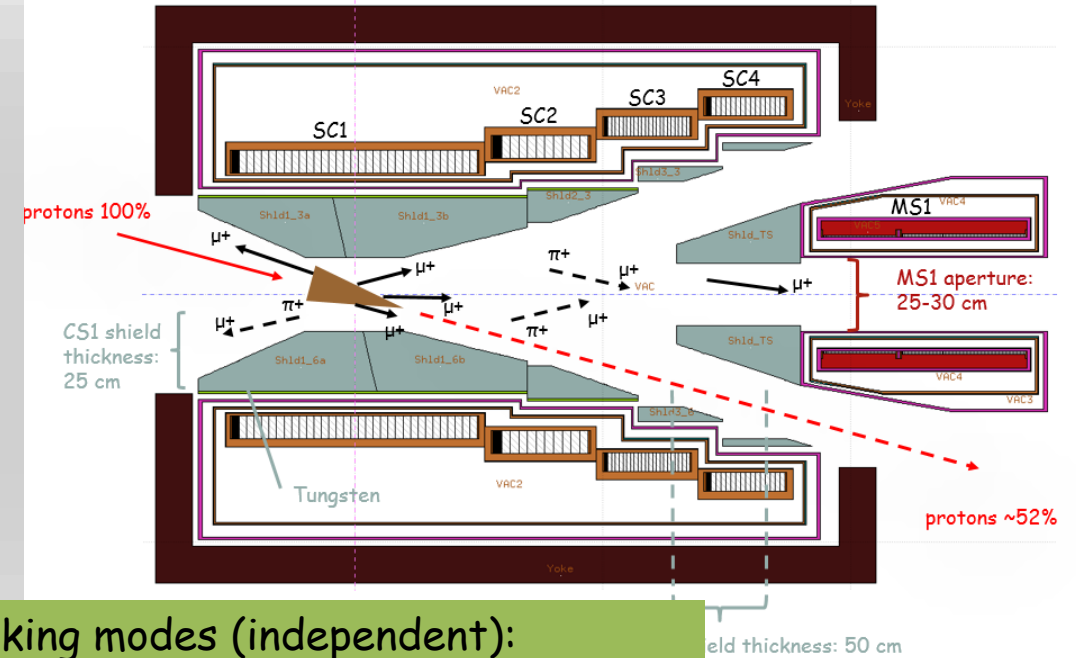 SC4
SC3
VAC2
Yoke
SC2
SC1
Shld3_3
Shld2_3
MS1
VAC4
VAC5
protons 100%
Shld1_3a
Shld1_3b
Shld_TS
μ+
π+
μ+
μ+
VAC
μ+
MS1 aperture:
25-30 cm
π+
μ+
μ+
μ+
μ+
π+
CS1 shield
thickness:
25 cm
Shld_TS
Shld1_6a
Shld1_6b
VAC4
VAC3
Shld3_6
Tungsten
VAC2
protons ~52%
Yoke
king modes (independent):
eld thickness: 50 cm